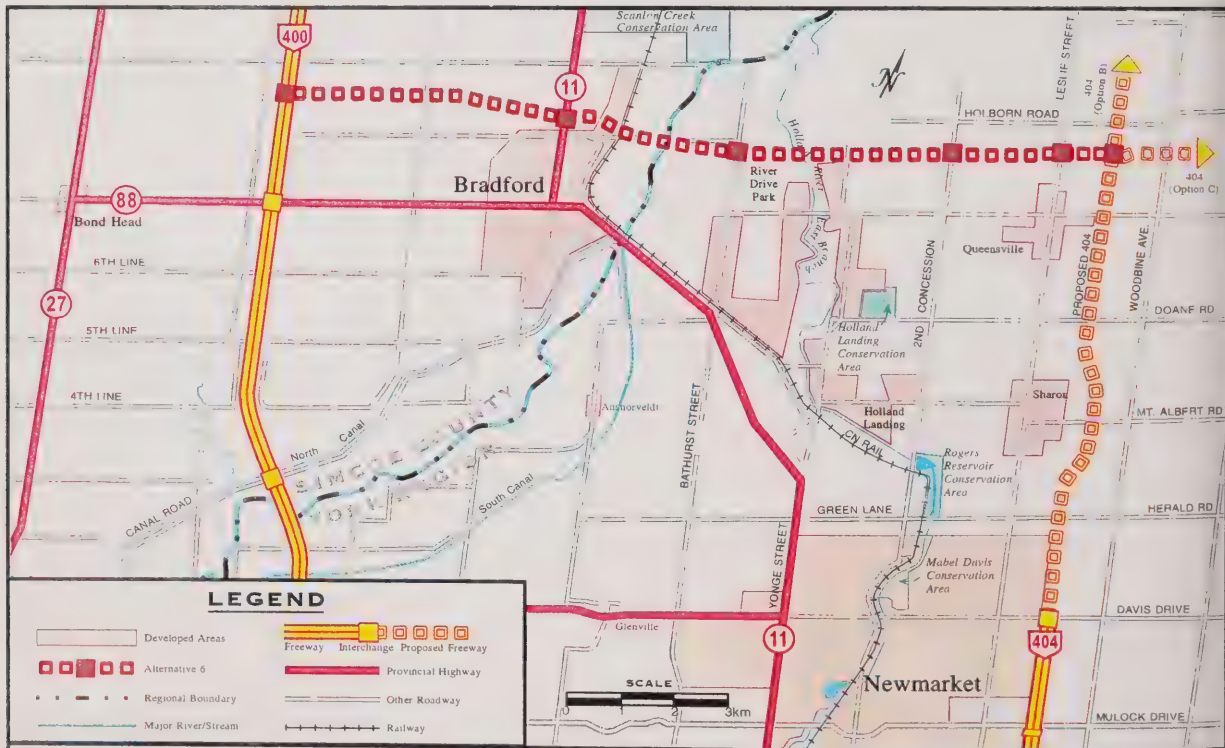 Scanlon Creek
Conservation Area
400
11
N
LESLIE STREET
404
(Option B)
HOLBORN ROAD
404
(Option C)
Bradford
River
Drive
Park
Holland River
East Branch
88
Bond Head
Queensville
6TH LINE
27
2ND CONCESSION
PROPOSED 404
WOODBINE AVE.
5TH LINE
DOANE RD
Holland
Landing
Conservation
Area
4TH LINE
Ansnorveldt
BATHURST STREET
Sharon
MT. ALBERT RD
Holland
Landing
North Canal
SIMCOE COUNTY
YORK REGION
CN RAIL
Rogers
Reservoir
Conservation
Area
South Canal
CANAL ROAD
GREEN LANE
HERALD RD
YONGE STREET
Mabel Davis
Conservation
Area
DAVIS DRIVE
Glenville
11
404
Newmarket
MULOCK DRIVE
LEGEND
Developed Areas
Freeway Interchange Proposed Freeway
Alternative 6
Provincial Highway
Regional Boundary
Other Roadway
Major River/Stream
Railway
SCALE
0 1 2 3km